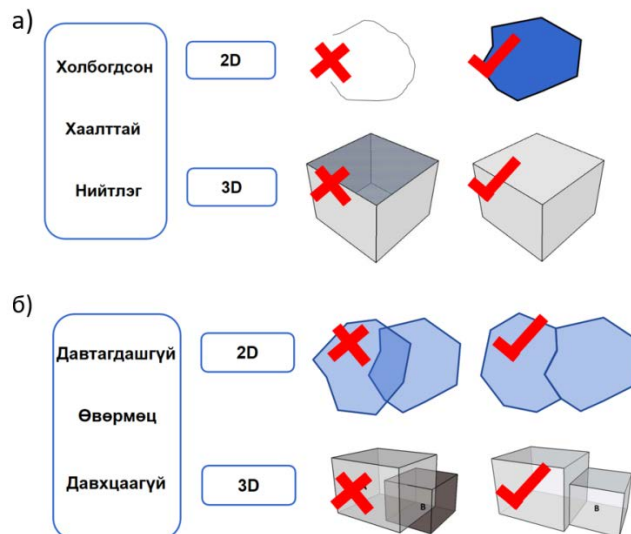 а)
Холбогдсон
2D
Хаалттай
Нийтлэг
3D
б)
Давтагдашгүй
2D
Өвөрмөц
Давхцаагүй
3D
B
B